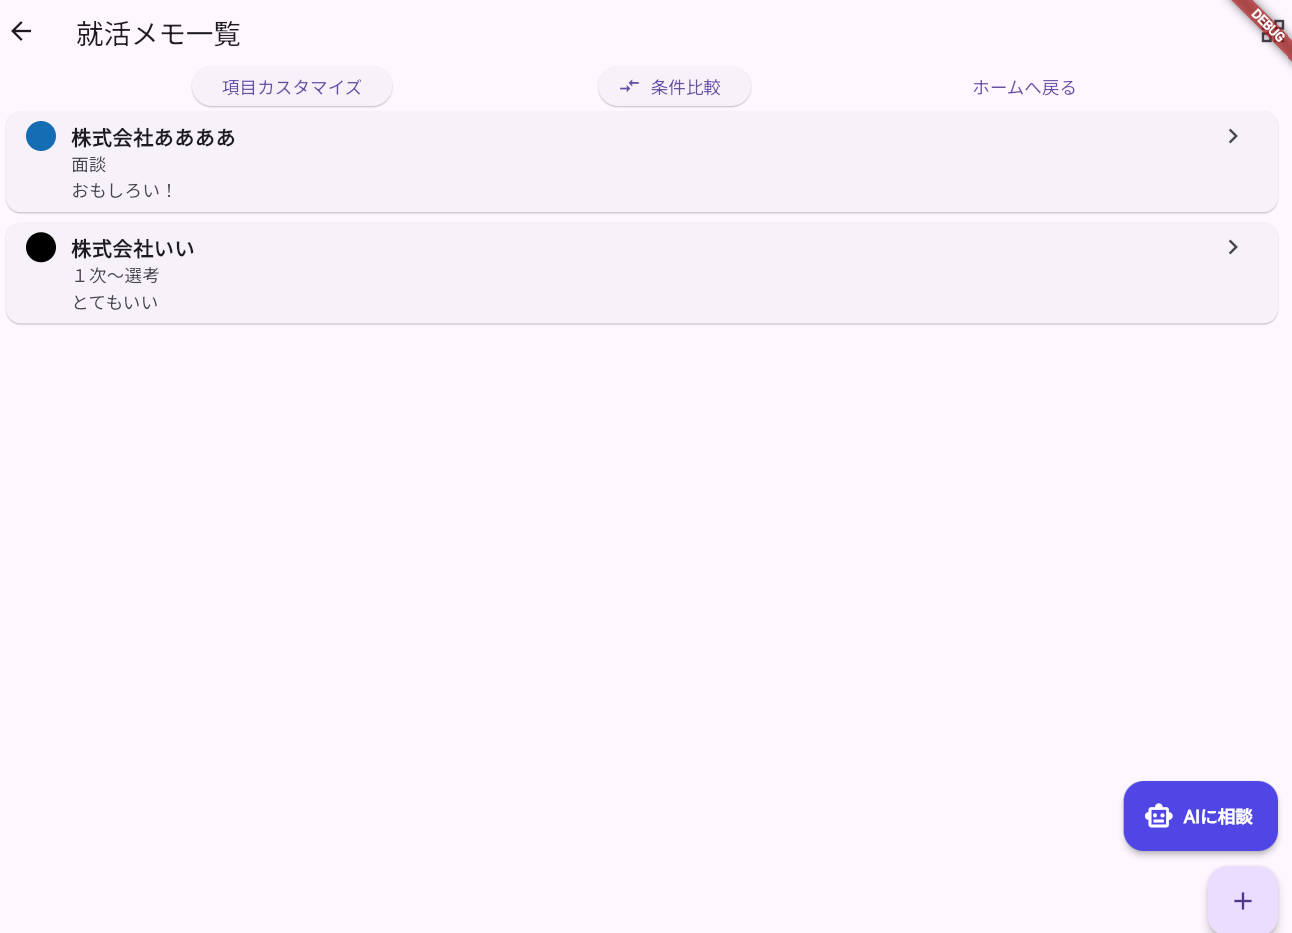 就活メモ一覧
DEBUG
項目カスタマイズ
条件比較
ホームへ戻る
株式会社ああああ
面談
おもしろい！
株式会社いい
１次〜選考
とてもいい
AIに相談